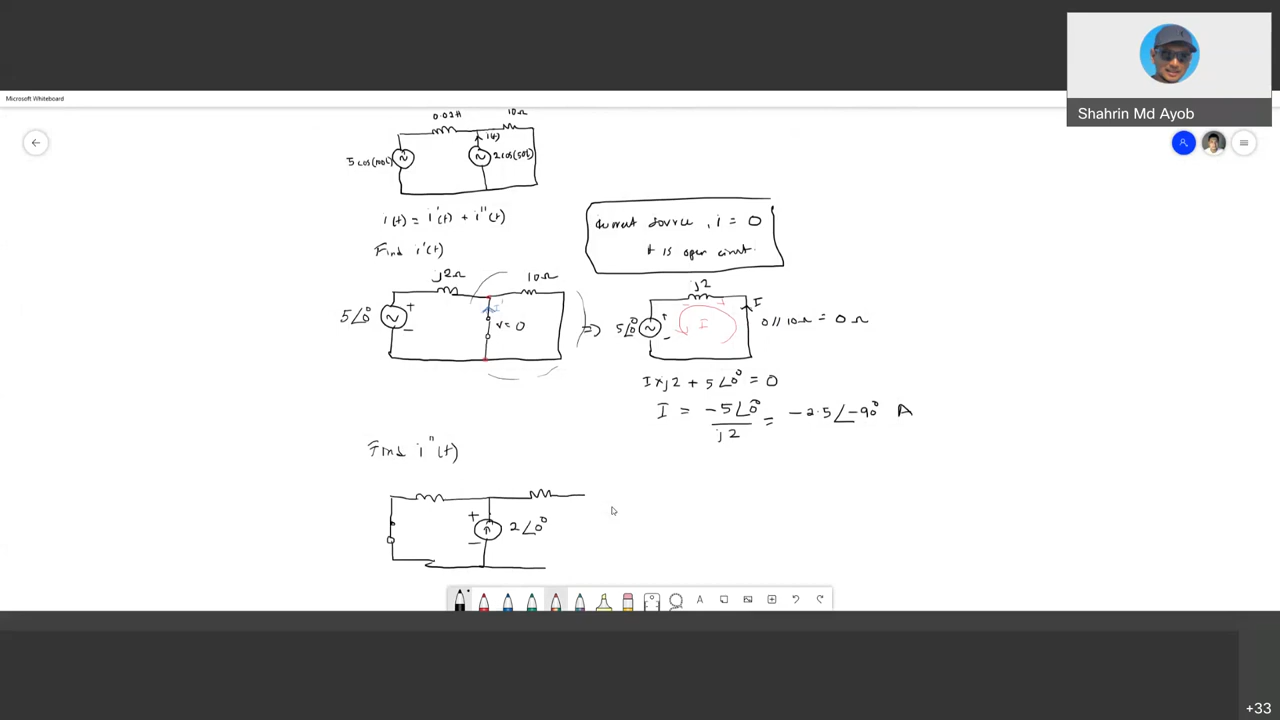 Shahrin Md Ayob
Microsoft Whiteboard
0.02H
10Ω
5 cos(100t)
i(t)
2 cos(50t)
i(t) = i'(t) + i''(t)
Find i'(t)
current source, i = 0
it is open circuit.
j2Ω
10Ω
5∠0°
+
−
I'
v = 0
⇒
j2
5∠0°
+
−
I
I
0 // 10Ω = 0Ω
I × j2 + 5∠0° = 0
I = -5∠0° / j2 = -2.5∠-90° A
Find i''(t)
+
−
2∠0°
A
+33